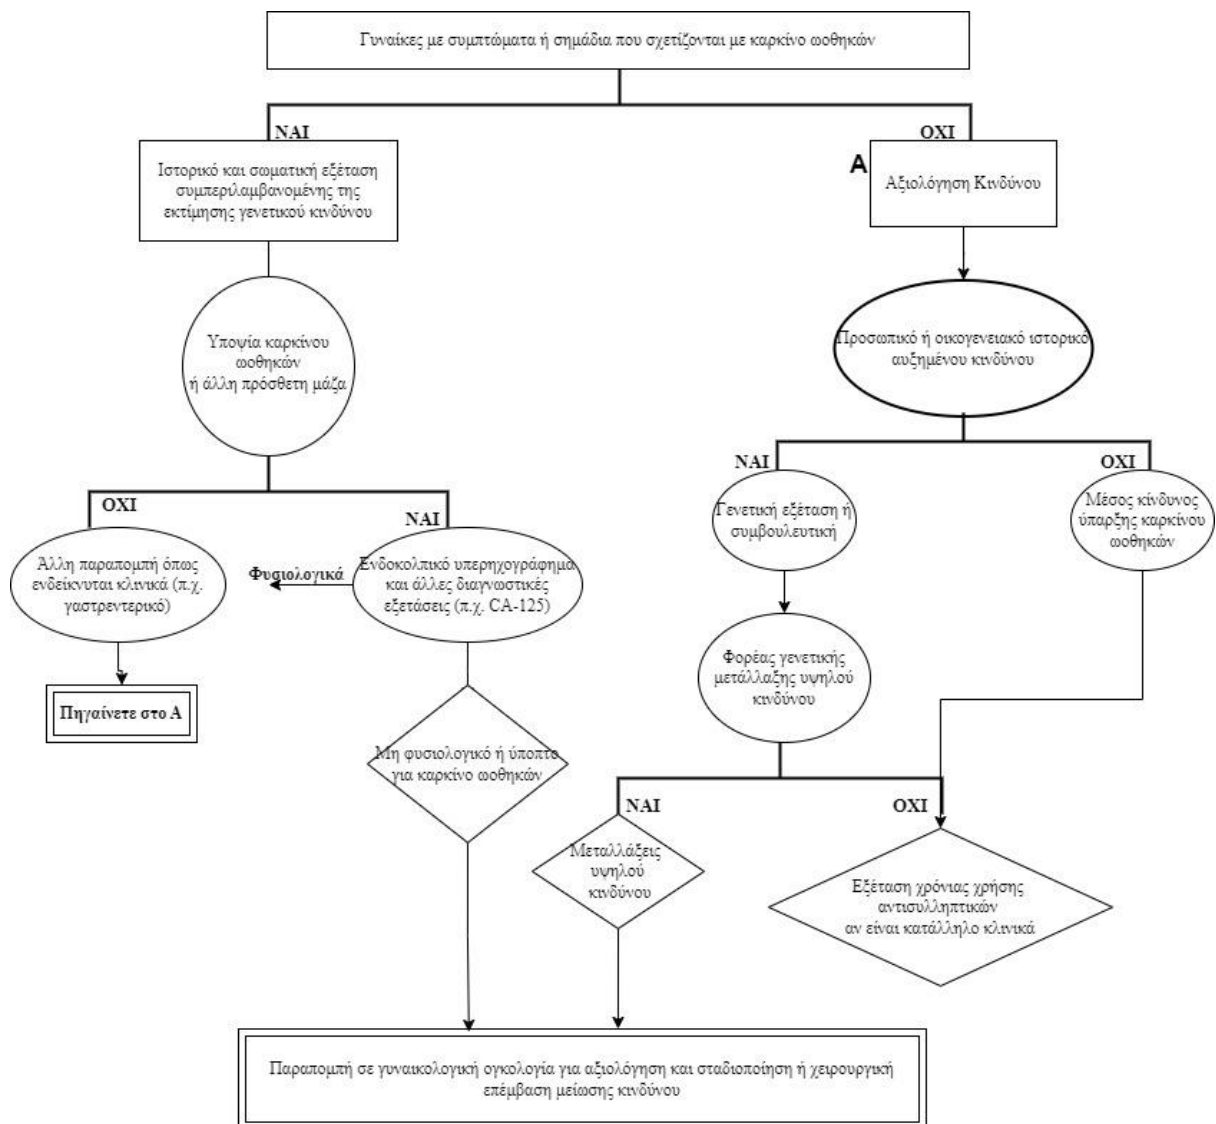 Γυναίκες με συμπτώματα ή σημάδια που σχετίζονται με καρκίνο ωοθηκών
ΝΑΙ
ΟΧΙ
Ιστορικό και σωματική εξέταση
συμπεριλαμβανομένης της
εκτίμησης γενετικού κινδύνου
Α
Αξιολόγηση Κινδύνου
Υποψία καρκίνου
ωοθηκών
ή άλλη πρόσθετη μάζα
Προσωπικό ή οικογενειακό ιστορικό
αυξημένου κινδύνου
ΟΧΙ
ΝΑΙ
ΝΑΙ
ΟΧΙ
Άλλη παραπομπή όπως
ενδείκνυται κλινικά (π.χ.
γαστρεντερικό)
Φυσιολογικά
Ενδοκολπικό υπερηχογράφημα
και άλλες διαγνωστικές
εξετάσεις (π.χ. CA-125)
Γενετική εξέταση ή
συμβουλευτική
Μέσος κίνδυνος
ύπαρξης καρκίνου
ωοθηκών
Πηγαίνετε στο Α
Φορέας γενετικής
μετάλλαξης υψηλού
κινδύνου
Μη φυσιολογικό ή ύποπτο
για καρκίνο ωοθηκών
ΝΑΙ
ΟΧΙ
Μεταλλάξεις
υψηλού
κινδύνου
Εξέταση χρόνιας χρήσης
αντισυλληπτικών
αν είναι κατάλληλο κλινικά
Παραπομπή σε γυναικολογική ογκολογία για αξιολόγηση και σταδιοποίηση ή χειρουργική
επέμβαση μείωσης κινδύνου